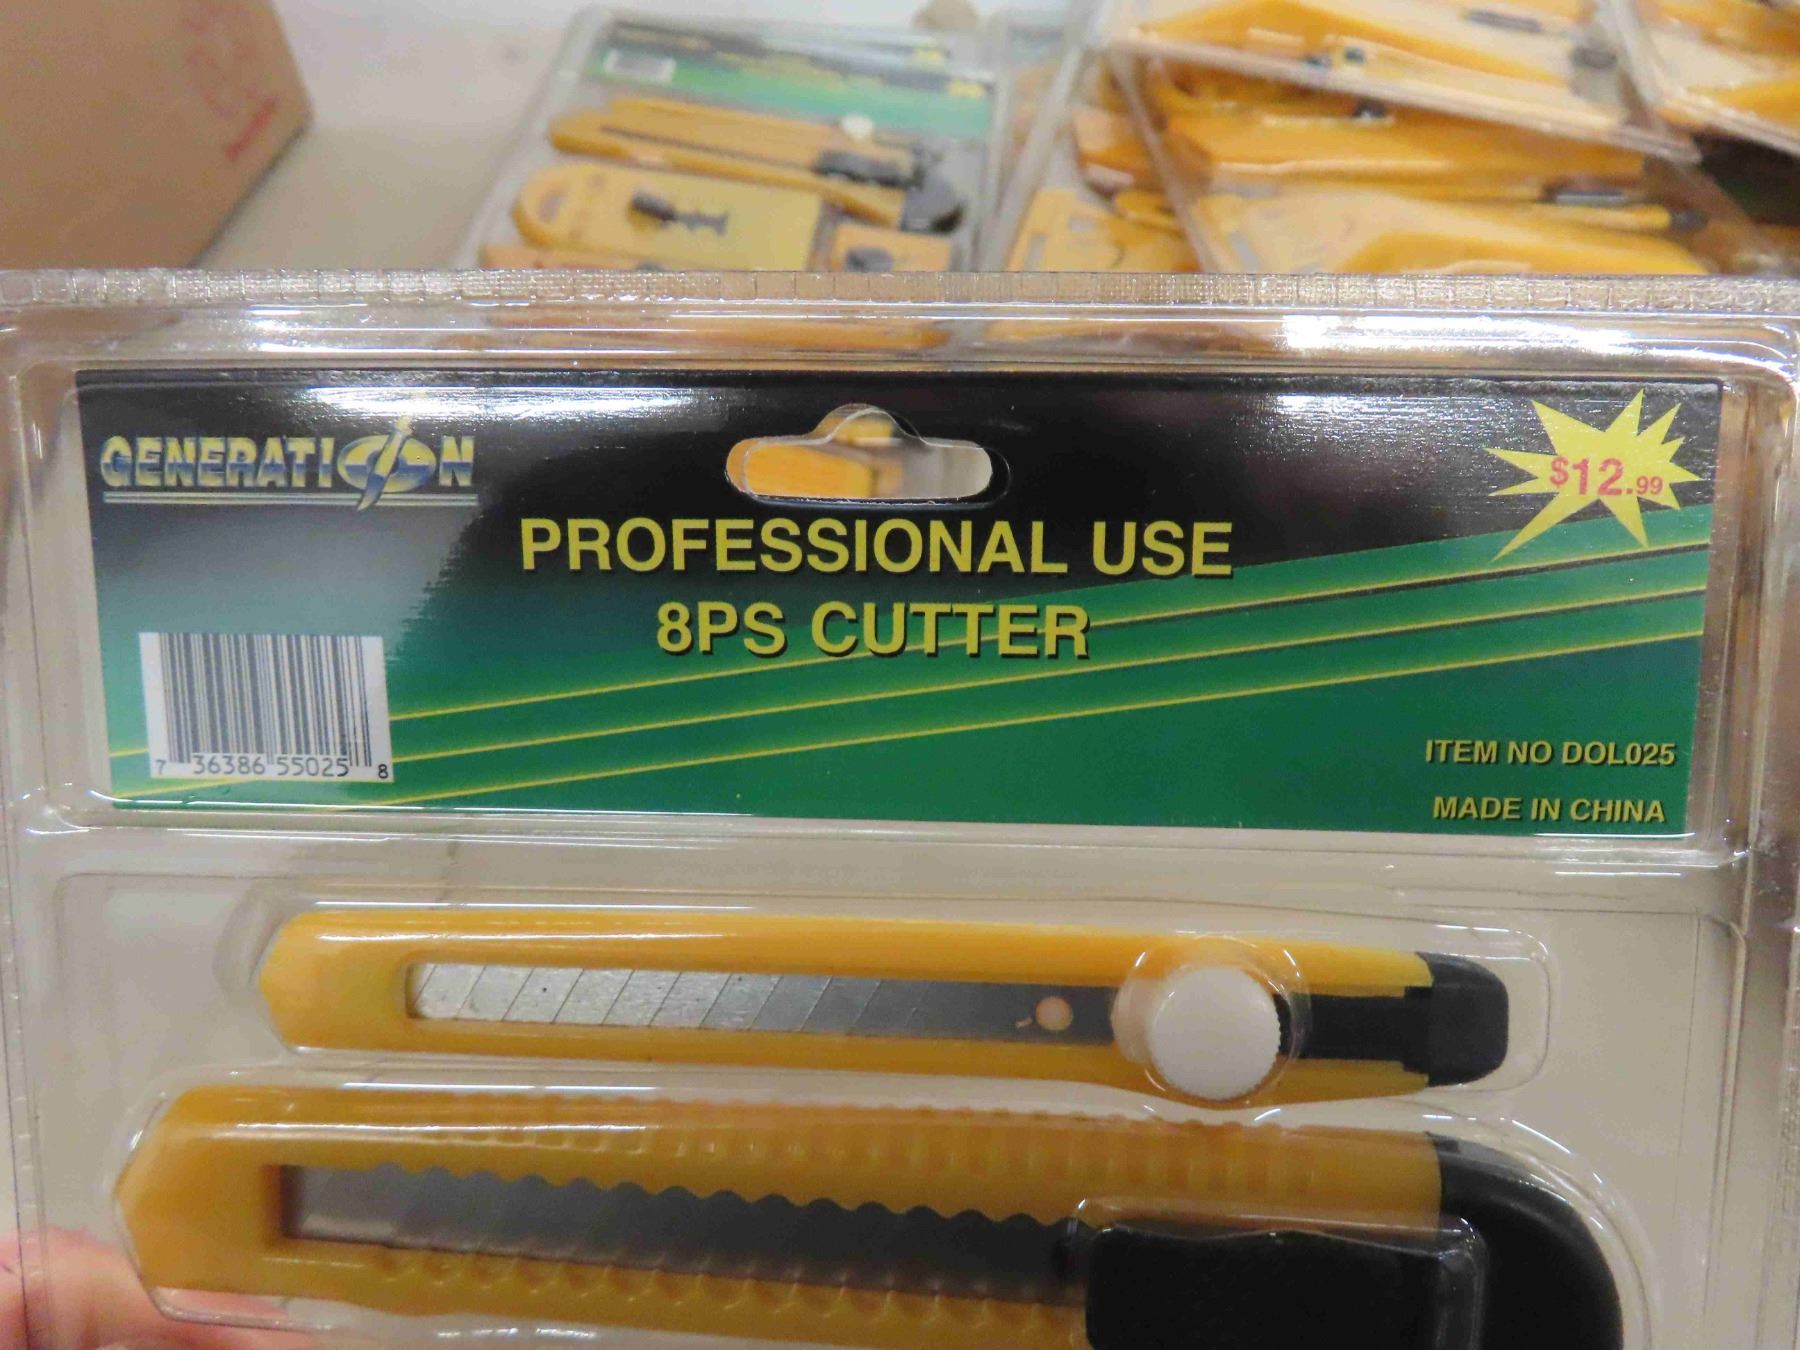 GENERATION
$12.99
PROFESSIONAL USE
8PS CUTTER
7 36386 55025 8
ITEM NO DOL025
MADE IN CHINA